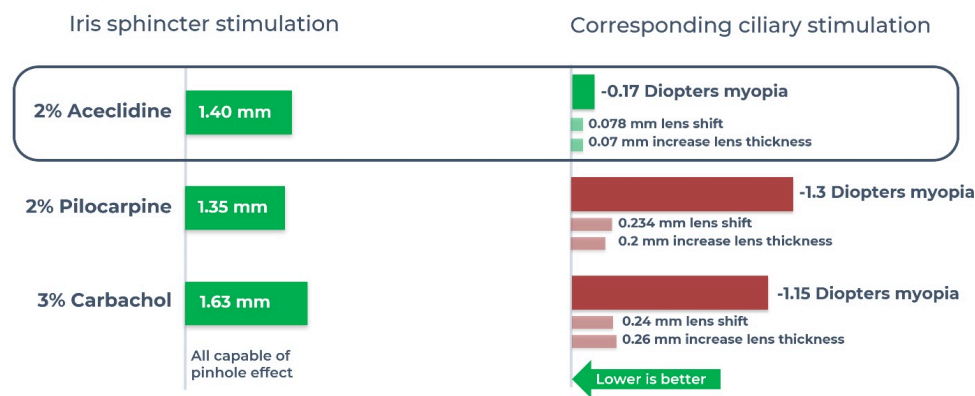 Iris sphincter stimulation
Corresponding ciliary stimulation
2% Aceclidine
1.40 mm
-0.17 Diopters myopia
0.078 mm lens shift
0.07 mm increase lens thickness
2% Pilocarpine
1.35 mm
-1.3 Diopters myopia
0.234 mm lens shift
0.2 mm increase lens thickness
3% Carbachol
1.63 mm
-1.15 Diopters myopia
0.24 mm lens shift
0.26 mm increase lens thickness
All capable of
pinhole effect
Lower is better